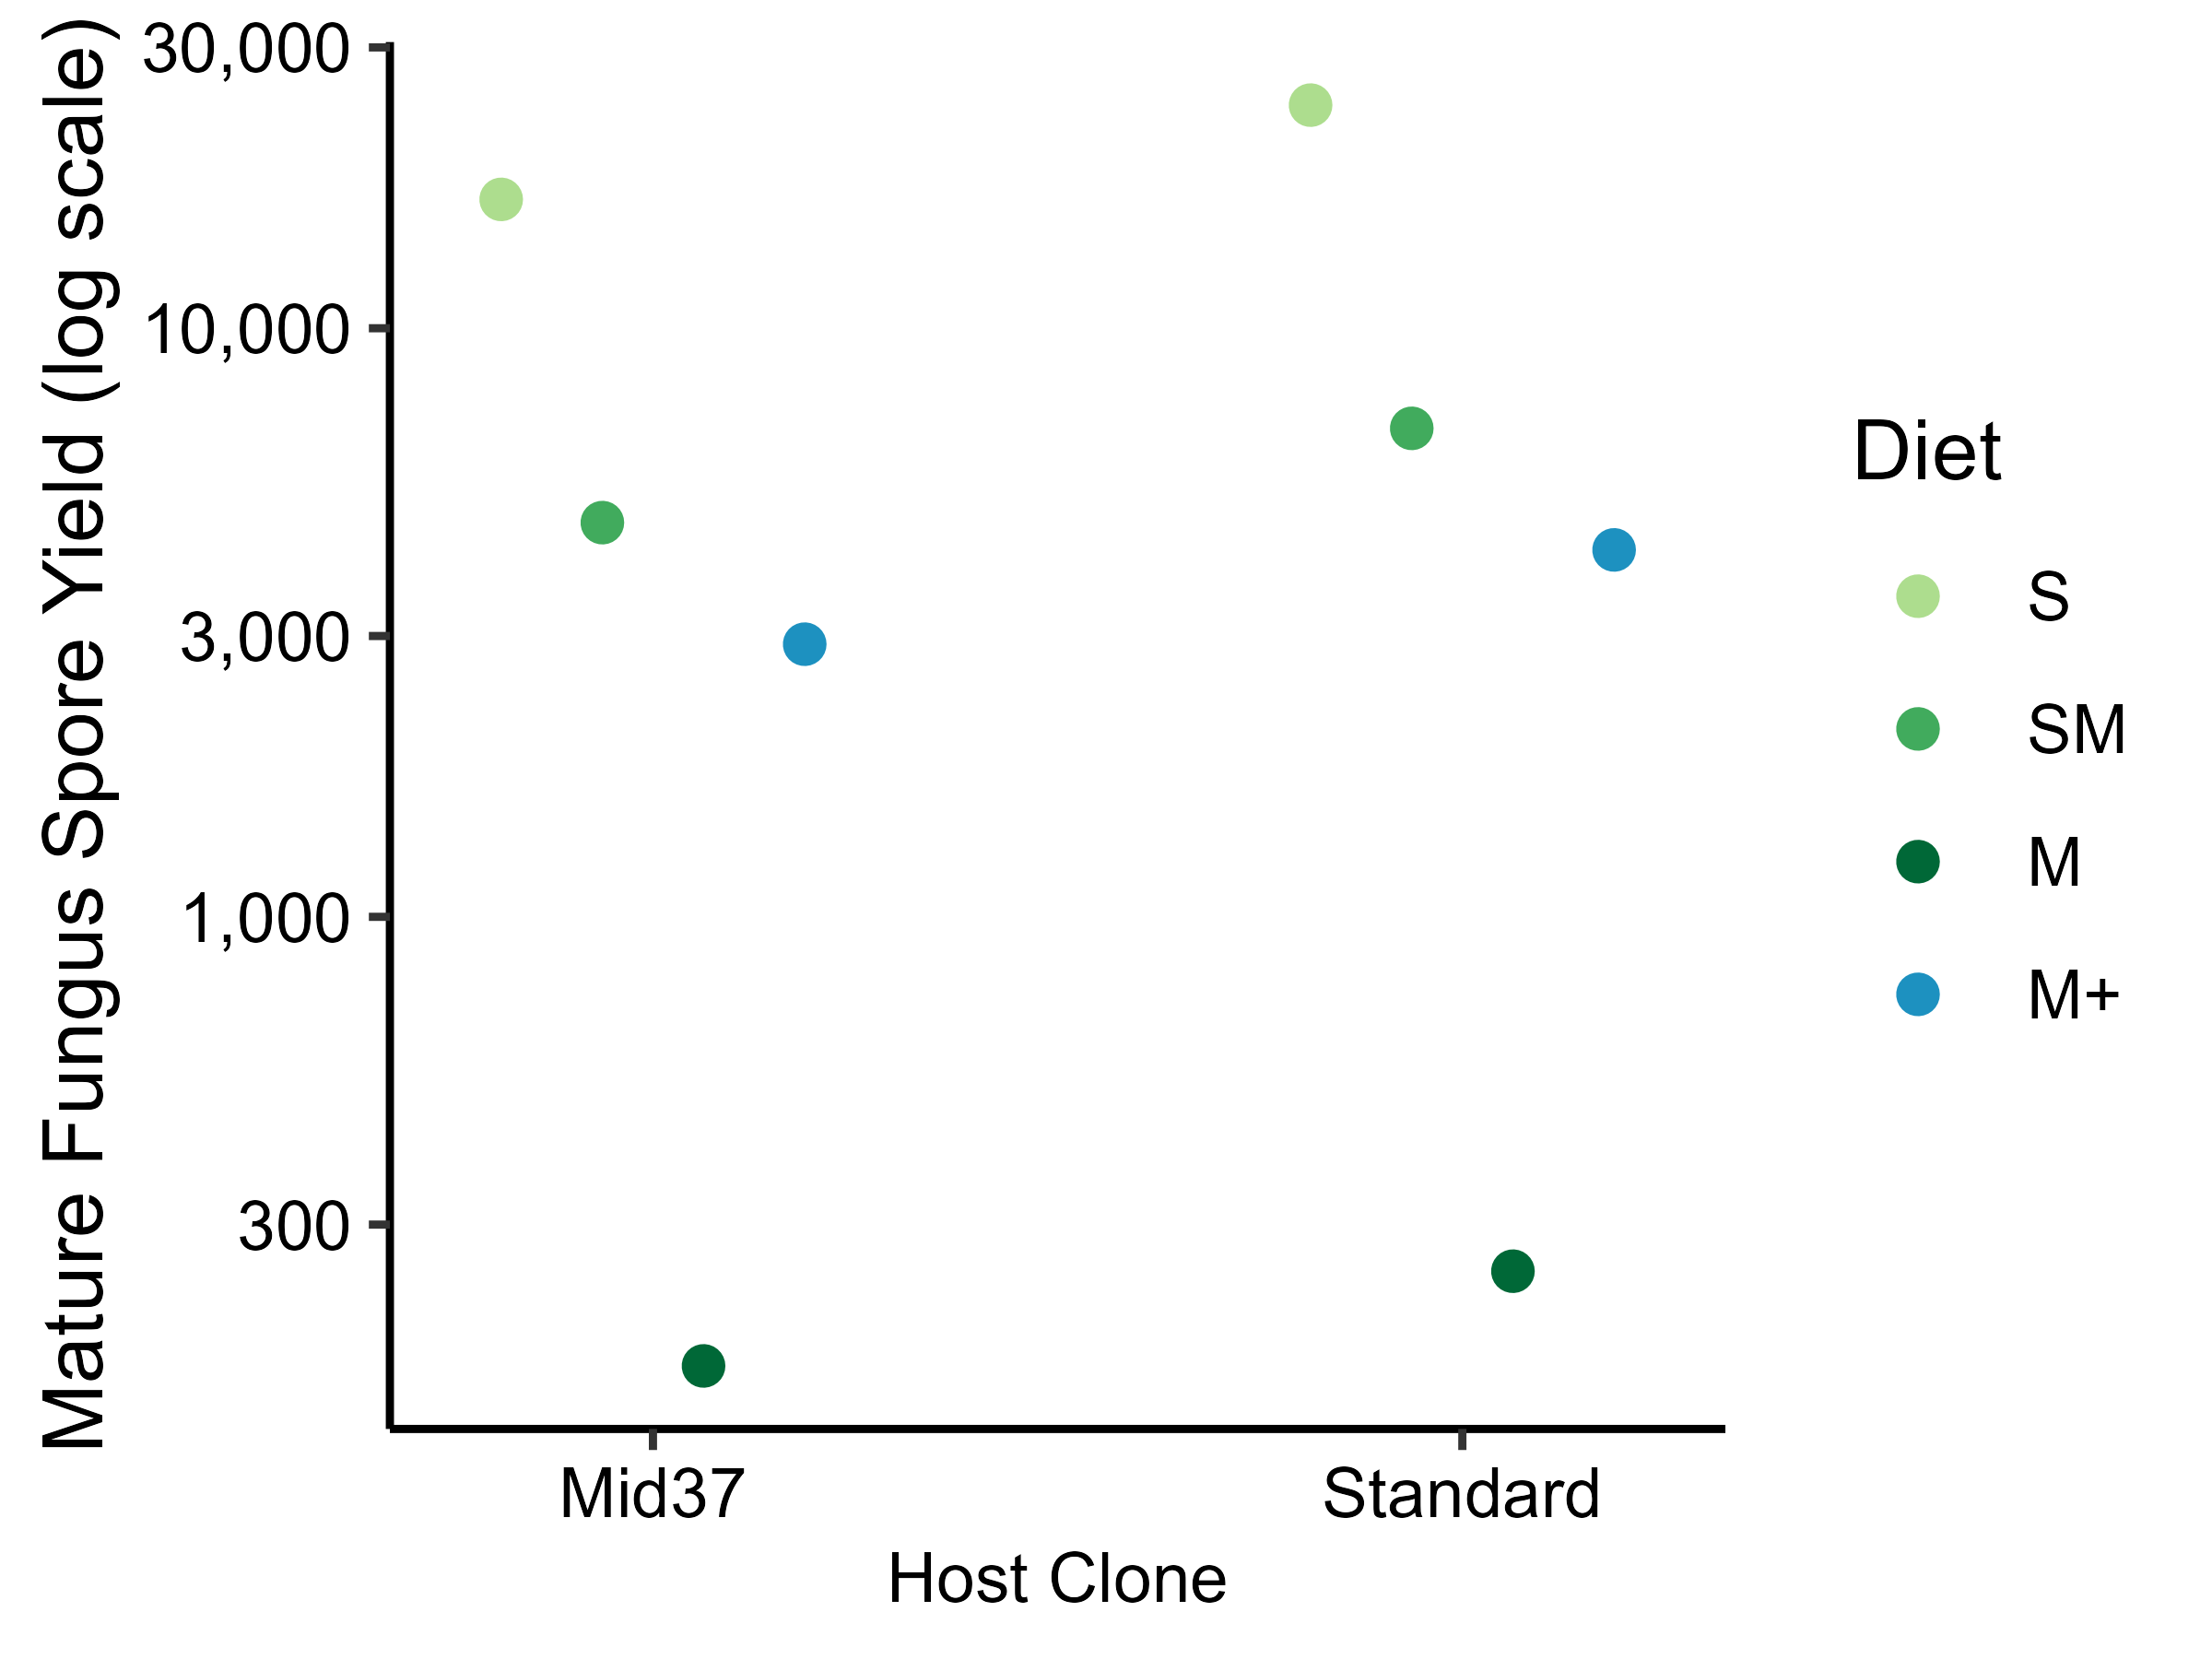 Mature Fungus Spore Yield (log scale)
30,000
10,000
3,000
1,000
300
Mid37
Standard
Host Clone
Diet
S
SM
M
M+